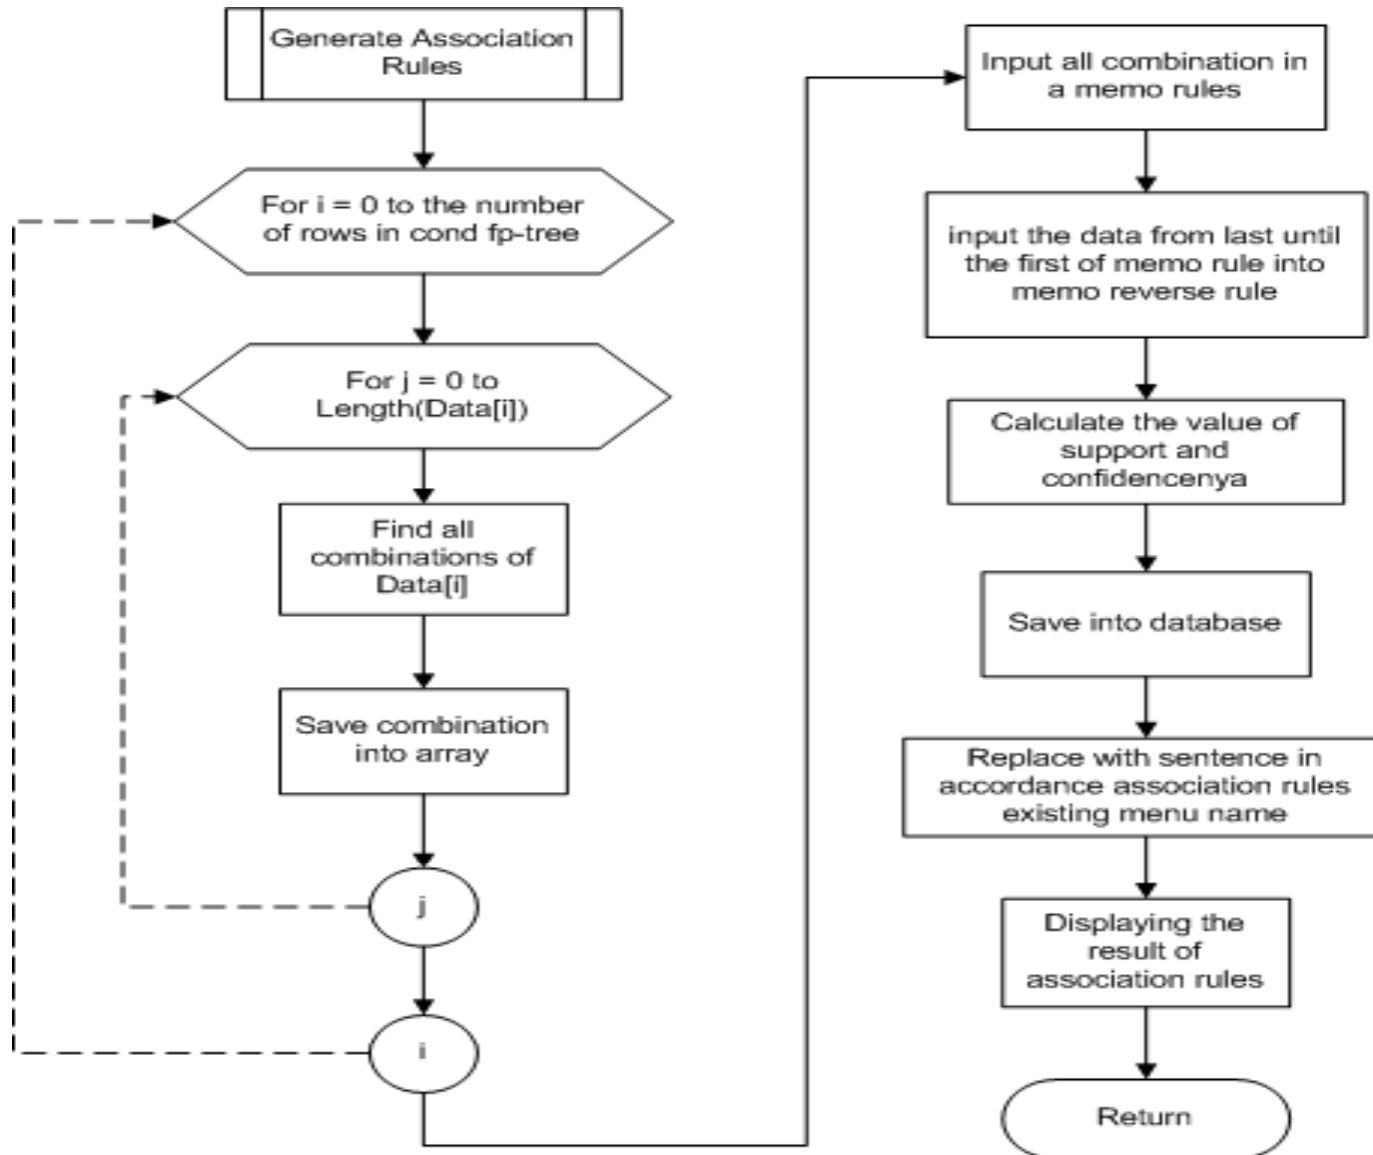 Generate Association
Rules
For i = 0 to the number
of rows in cond fp-tree
For j = 0 to
Length(Data[i])
Find all
combinations of
Data[i]
Save combination
into array
j
i
Input all combination in
a memo rules
input the data from last until
the first of memo rule into
memo reverse rule
Calculate the value of
support and
confidencenya
Save into database
Replace with sentence in
accordance association rules
existing menu name
Displaying the
result of
association rules
Return